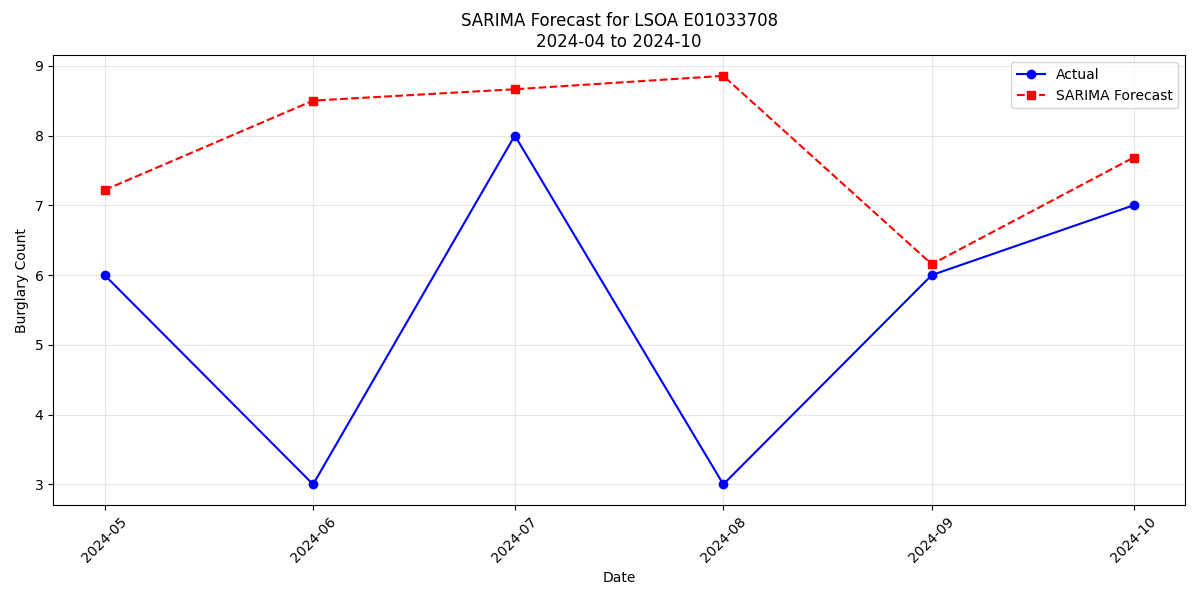 SARIMA Forecast for LSOA E01033708
2024-04 to 2024-10
Actual
SARIMA Forecast
Burglary Count
9
8
7
6
5
4
3
2024-05
2024-06
2024-07
2024-08
2024-09
2024-10
Date